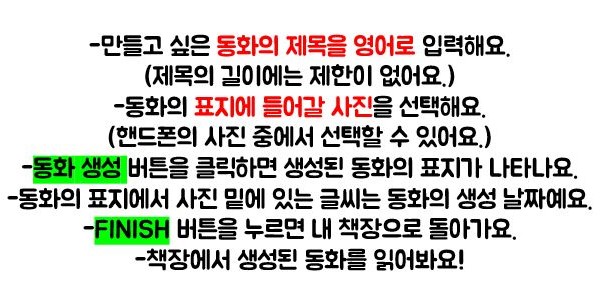 -만들고 싶은 동화의 제목을 영어로 입력해요.
(제목의 길이에는 제한이 없어요.)
-동화의 표지에 들어갈 사진을 선택해요.
(핸드폰의 사진 중에서 선택할 수 있어요.)
-동화 생성 버튼을 클릭하면 생성된 동화의 표지가 나타나요.
-동화의 표지에서 사진 밑에 있는 글씨는 동화의 생성 날짜예요.
-FINISH 버튼을 누르면 내 책장으로 돌아가요.
-책장에서 생성된 동화를 읽어봐요!